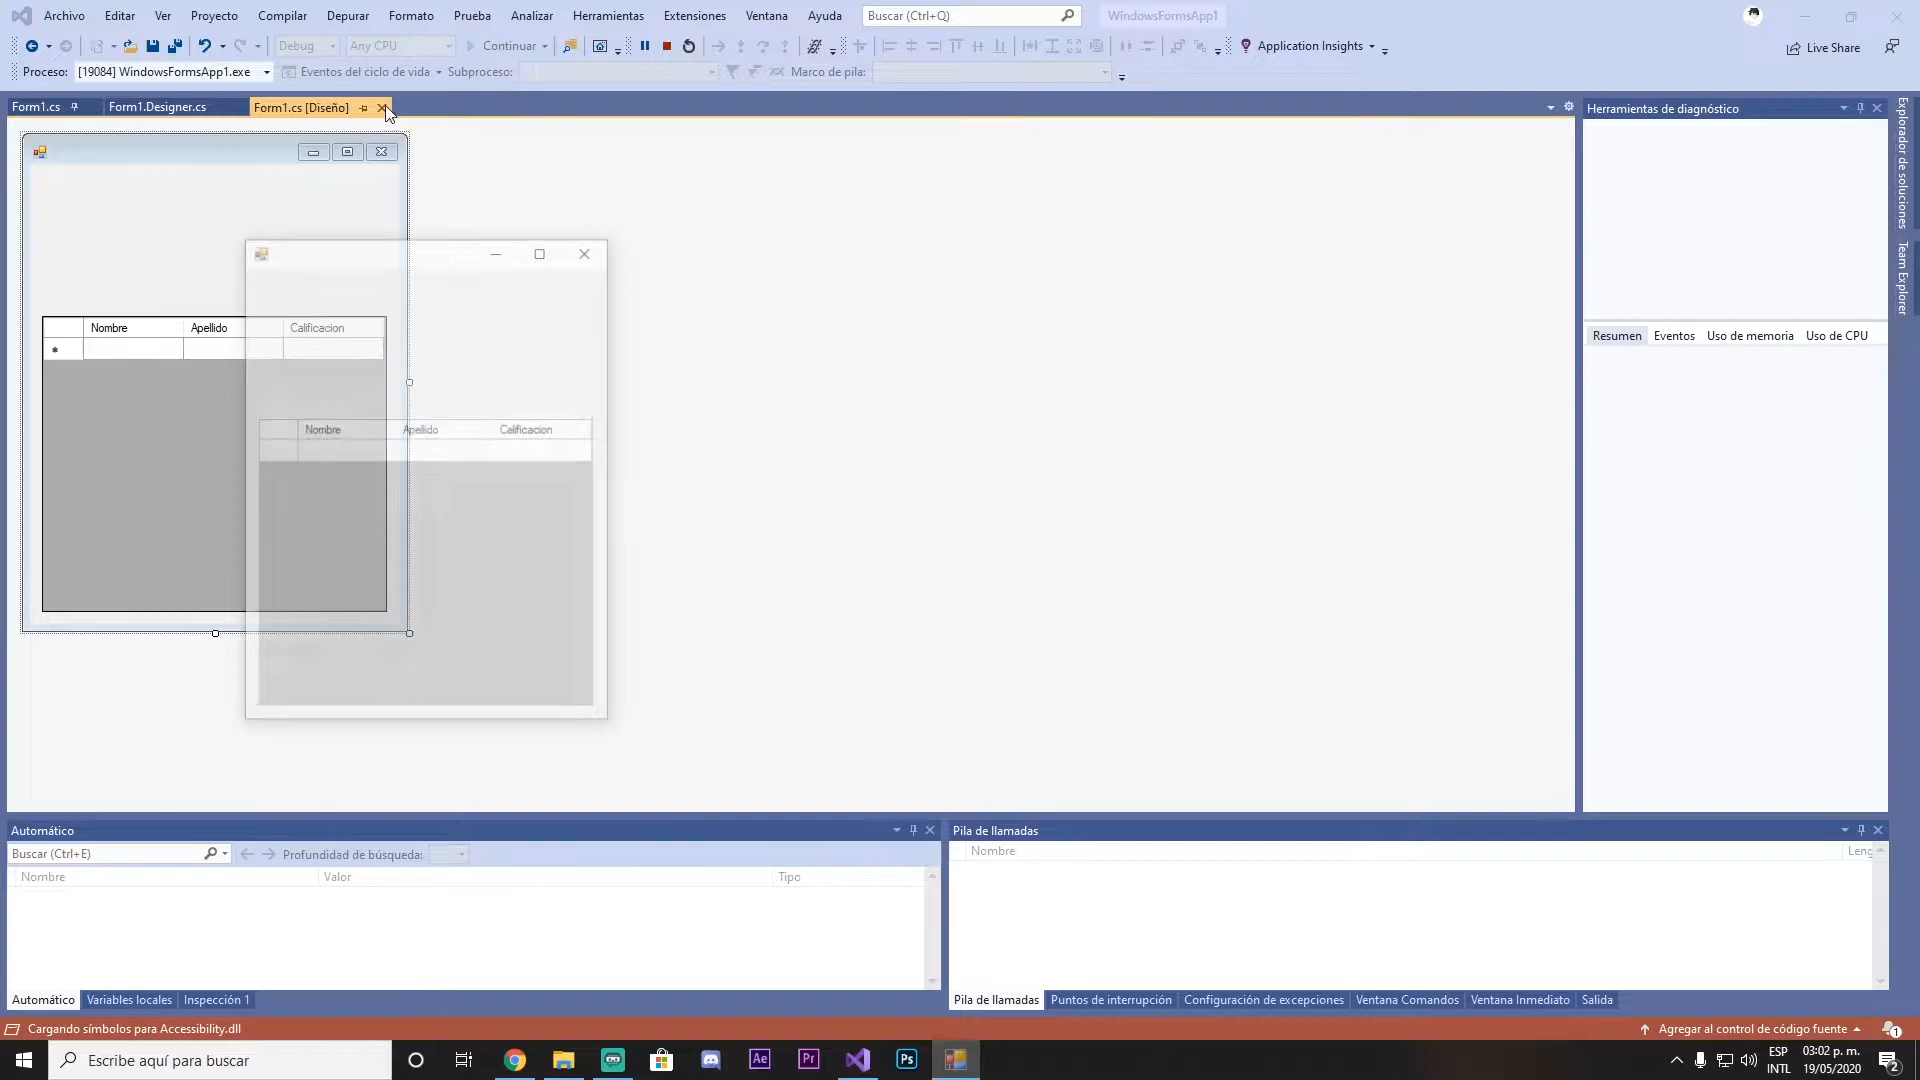 Archivo Editar Ver Proyecto Compilar Depurar Formato Prueba Analizar Herramientas Extensiones Ventana Ayuda Buscar (Ctrl+Q) WindowsFormsApp1
Debug Any CPU Continuar Application Insights Live Share
Proceso: [19084] WindowsFormsApp1.exe Eventos del ciclo de vida Subproceso: Marco de pila:
Form1.cs Form1.Designer.cs Form1.cs [Diseño]
Herramientas de diagnóstico
Explorador de soluciones
Team Explorer
Nombre Apellido Calificacion
Resumen Eventos Uso de memoria Uso de CPU
Nombre Apellido Calificacion
Automático
Buscar (Ctrl+E) Profundidad de búsqueda:
Nombre Valor Tipo
Pila de llamadas
Nombre Leng
Automático Variables locales Inspección 1
Pila de llamadas Puntos de interrupción Configuración de excepciones Ventana Comandos Ventana Inmediato Salida
Cargando símbolos para Accessibility.dll
Agregar al control de código fuente 1
Escribe aquí para buscar
Ae Pr Ps
ESP
INTL
03:02 p. m.
19/05/2020
2